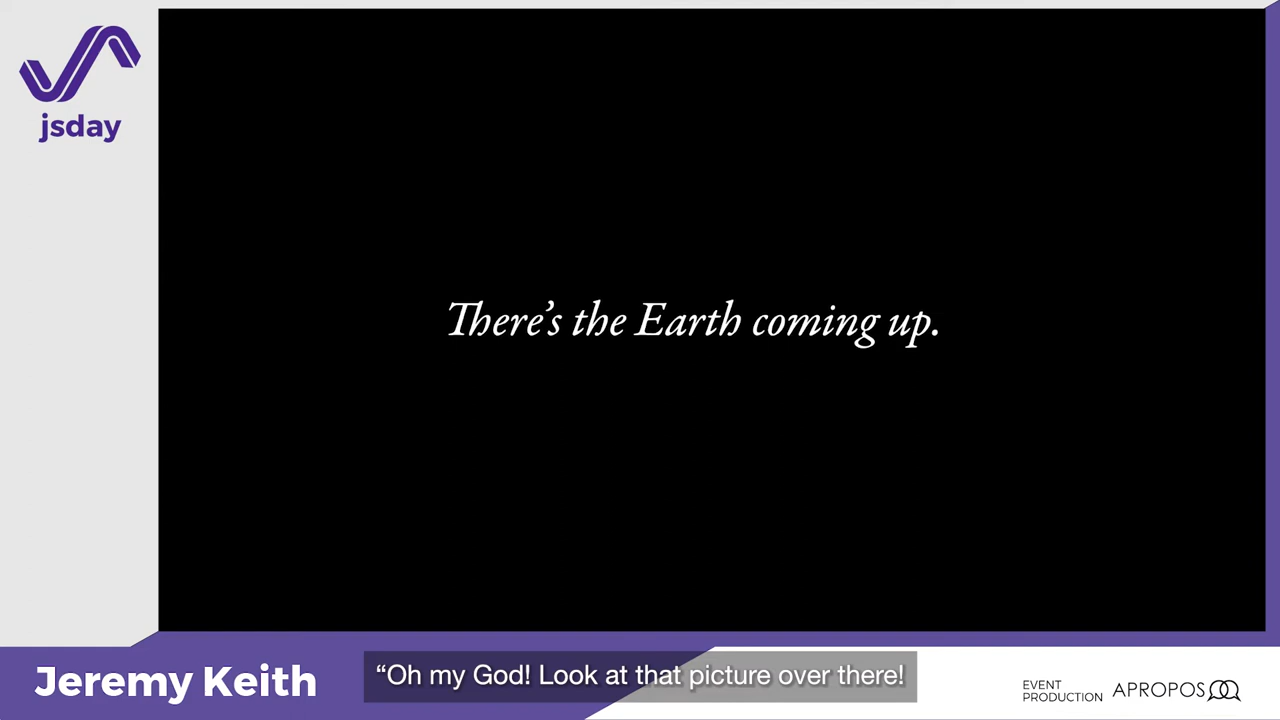 jsday
There’s the Earth coming up.
Jeremy Keith
“Oh my God! Look at that picture over there!
EVENT
PRODUCTION
APROPOS